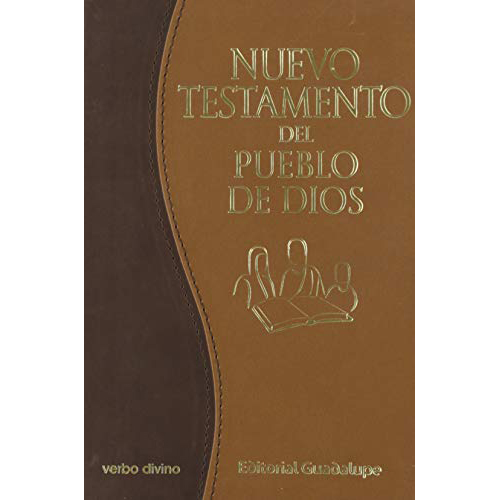 NUEVO
TESTAMENTO
DEL
PUEBLO
DE DIOS
verbo divino
Editorial Guadalupe